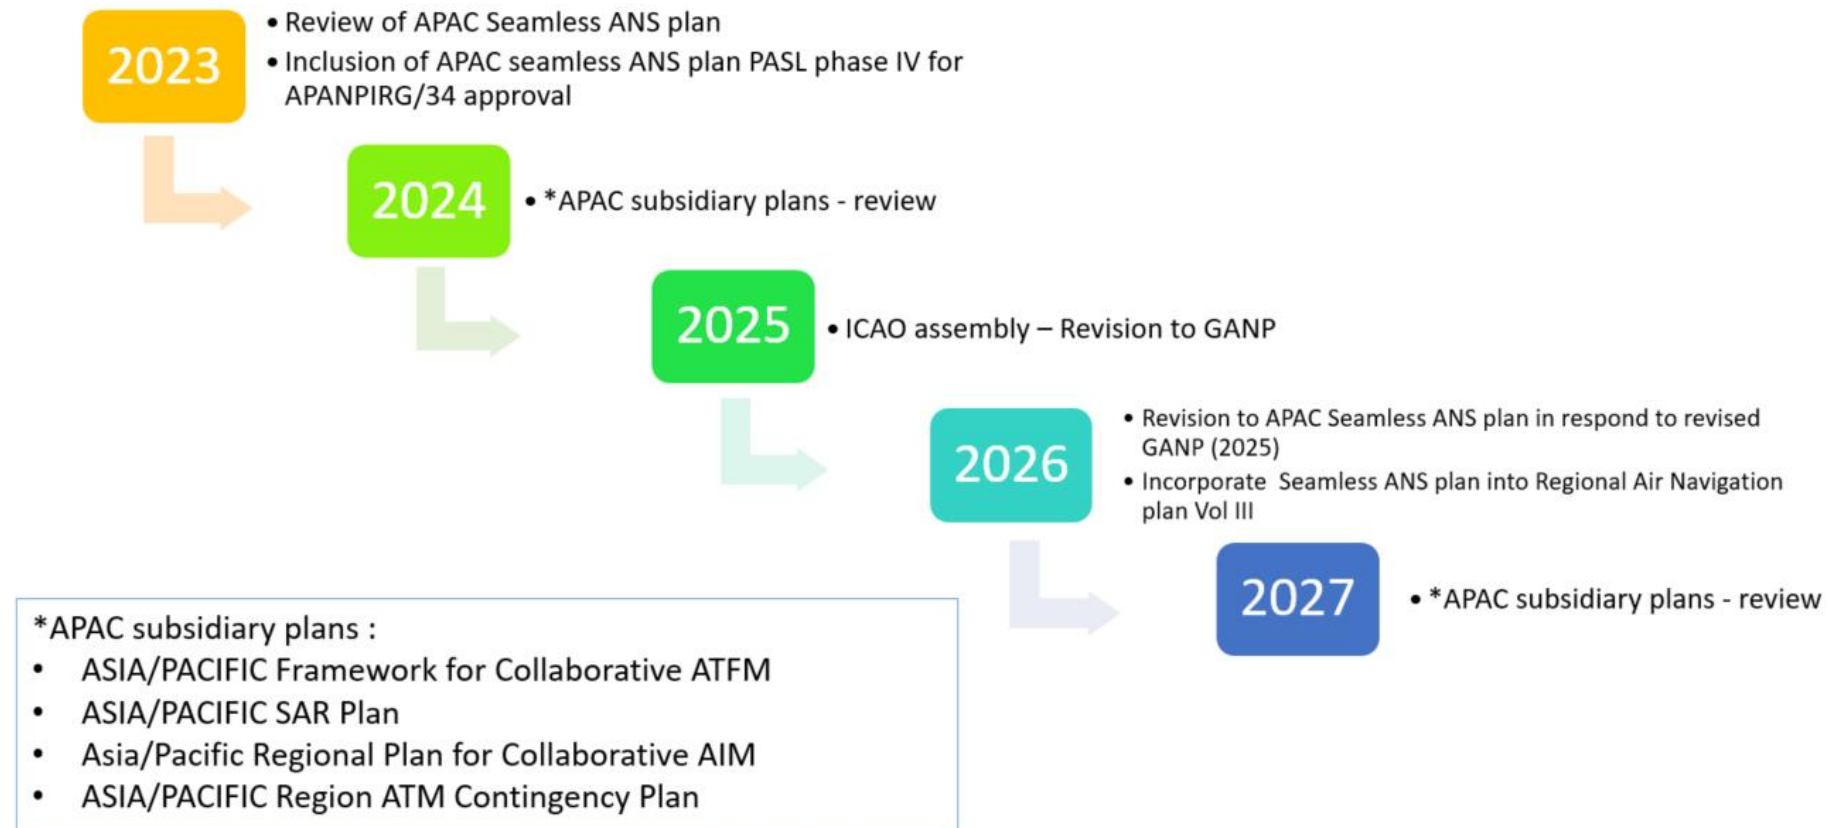 2023
• Review of APAC Seamless ANS plan
• Inclusion of APAC seamless ANS plan PASL phase IV for
APANPIRG/34 approval
2024
• *APAC subsidiary plans - review
2025
• ICAO assembly – Revision to GANP
2026
• Revision to APAC Seamless ANS plan in respond to revised
GANP (2025)
• Incorporate Seamless ANS plan into Regional Air Navigation
plan Vol III
2027
• *APAC subsidiary plans - review
*APAC subsidiary plans :
• ASIA/PACIFIC Framework for Collaborative ATFM
• ASIA/PACIFIC SAR Plan
• Asia/Pacific Regional Plan for Collaborative AIM
• ASIA/PACIFIC Region ATM Contingency Plan